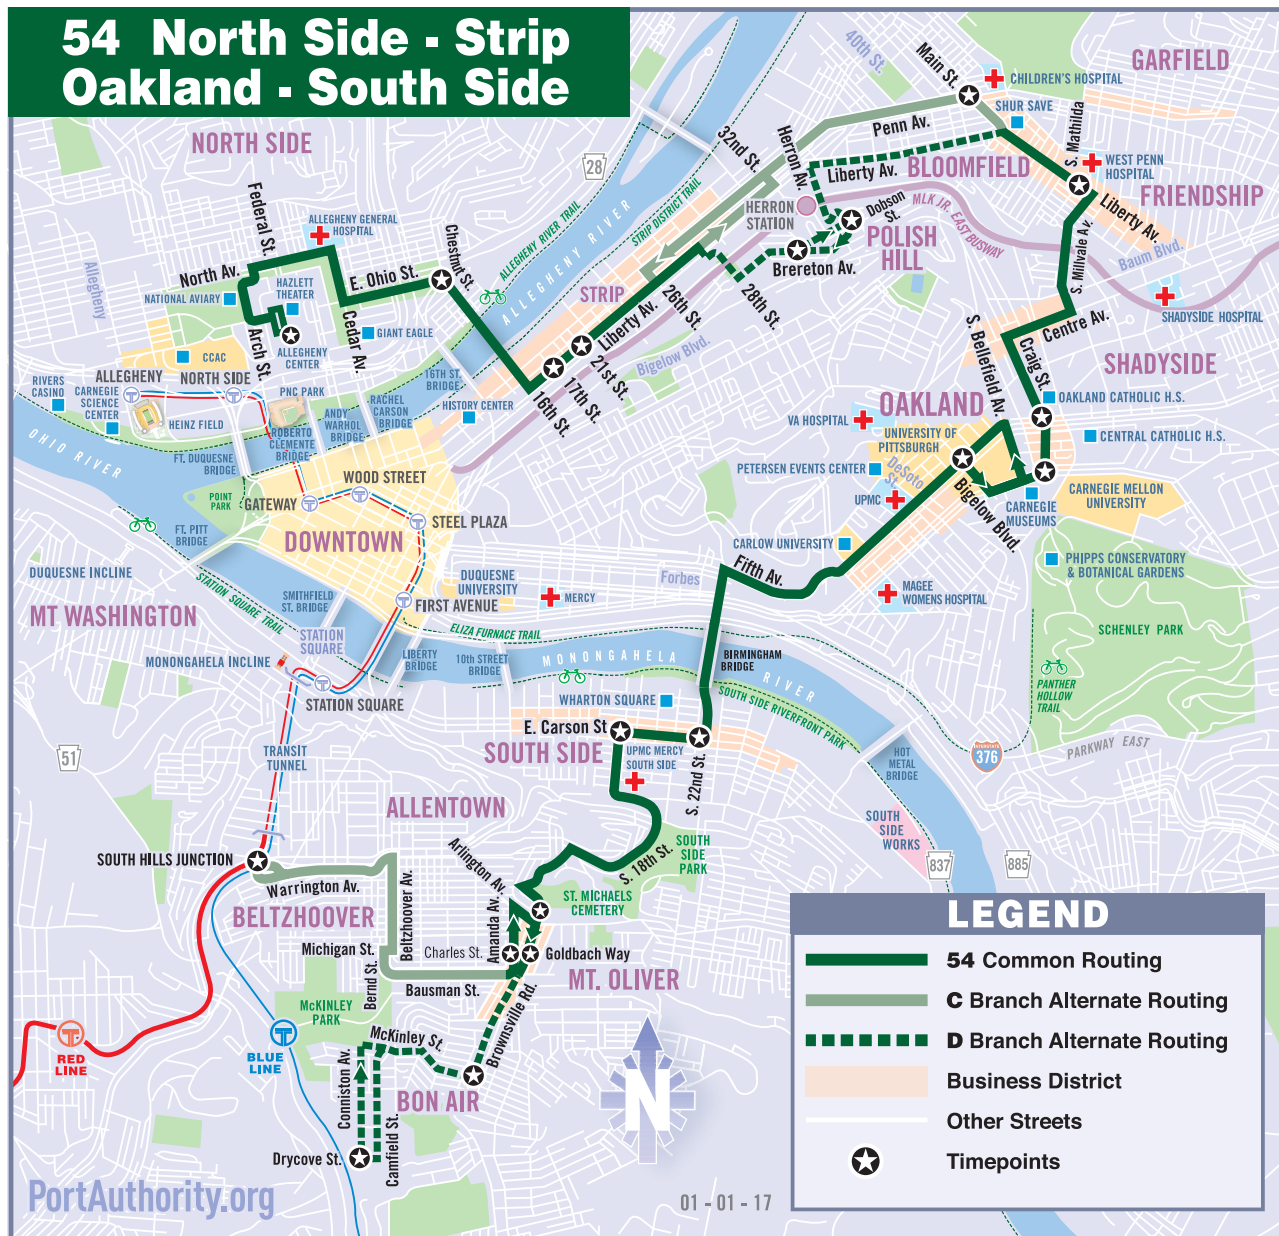 54 North Side - Strip
Oakland - South Side
40th St.
Main St.
GARFIELD
CHILDREN'S HOSPITAL
SHUR SAVE
NORTH SIDE
28
32nd St.
Herron Av.
Penn Av.
S. Mathilda
Liberty Av.
BLOOMFIELD
WEST PENN
HOSPITAL
FRIENDSHIP
Liberty Av.
Federal St.
ALLEGHENY GENERAL
HOSPITAL
Chestnut St.
ALLEGHENY RIVER TRAIL
ALLEGHENY RIVER
STRIP DISTRICT TRAIL
HERRON
STATION
Dobson
St.
MLK JR. EAST BUSWAY
POLISH
HILL
S. Millvale Av.
Baum Blvd.
North Av.
Allegheny
HAZLETT
THEATER
NATIONAL AVIARY
E. Ohio St.
Brereton Av.
STRIP
26th St.
28th St.
Liberty Av.
SHADYSIDE HOSPITAL
Arch St.
Cedar Av.
GIANT EAGLE
ALLEGHENY
CENTER
Centre Av.
S. Bellefield Av.
Craig St.
Bigelow Blvd.
21st St.
17th St.
16th St.
SHADYSIDE
CCAC
ALLEGHENY
NORTH SIDE
RIVERS
CASINO
CARNEGIE
SCIENCE
CENTER
PNC PARK
HEINZ FIELD
16TH ST.
BRIDGE
RACHEL
CARSON
BRIDGE
ANDY
WARHOL
BRIDGE
ROBERTO
CLEMENTE
BRIDGE
HISTORY CENTER
OAKLAND
OAKLAND CATHOLIC H.S.
VA HOSPITAL
UNIVERSITY OF
PITTSBURGH
CENTRAL CATHOLIC H.S.
OHIO RIVER
FT. DUQUESNE
BRIDGE
WOOD STREET
PETERSEN EVENTS CENTER
DeSoto
St.
UPMC
Bigelow Blvd.
CARNEGIE
MUSEUMS
CARNEGIE MELLON
UNIVERSITY
POINT
PARK
GATEWAY
STEEL PLAZA
FT. PITT
BRIDGE
DOWNTOWN
CARLOW UNIVERSITY
PHIPPS CONSERVATORY
& BOTANICAL GARDENS
DUQUESNE INCLINE
STATION SQUARE TRAIL
SMITHFIELD
ST. BRIDGE
DUQUESNE
UNIVERSITY
MERCY
Forbes
Fifth Av.
MAGEE
WOMENS HOSPITAL
MT WASHINGTON
FIRST AVENUE
STATION
SQUARE
ELIZA FURNACE TRAIL
SCHENLEY PARK
MONONGAHELA INCLINE
LIBERTY
BRIDGE
10th STREET
BRIDGE
MONONGAHELA
RIVER
BIRMINGHAM
BRIDGE
PANTHER
HOLLOW
TRAIL
STATION SQUARE
WHARTON SQUARE
SOUTH SIDE RIVERFRONT PARK
E. Carson St
51
TRANSIT
TUNNEL
SOUTH SIDE
UPMC MERCY
SOUTH SIDE
S. 22nd St.
HOT
METAL
BRIDGE
INTERSTATE
376
PARKWAY EAST
ALLENTOWN
SOUTH
SIDE
WORKS
SOUTH HILLS JUNCTION
Arlington Av.
S. 18th St.
SOUTH
SIDE
PARK
837
885
Warrington Av.
BELTZHOOVER
Beltzhoover Av.
Amanda Av.
ST. MICHAELS
CEMETERY
Michigan St.
Charles St.
Goldbach Way
Bernd St.
Bausman St.
MT. OLIVER
McKINLEY
PARK
Brownsville Rd.
RED
LINE
BLUE
LINE
McKinley St.
Conniston Av.
BON AIR
Camfield St.
Drycove St.
N
PortAuthority.org
01 - 01 - 17
LEGEND
54 Common Routing
C Branch Alternate Routing
D Branch Alternate Routing
Business District
Other Streets
Timepoints